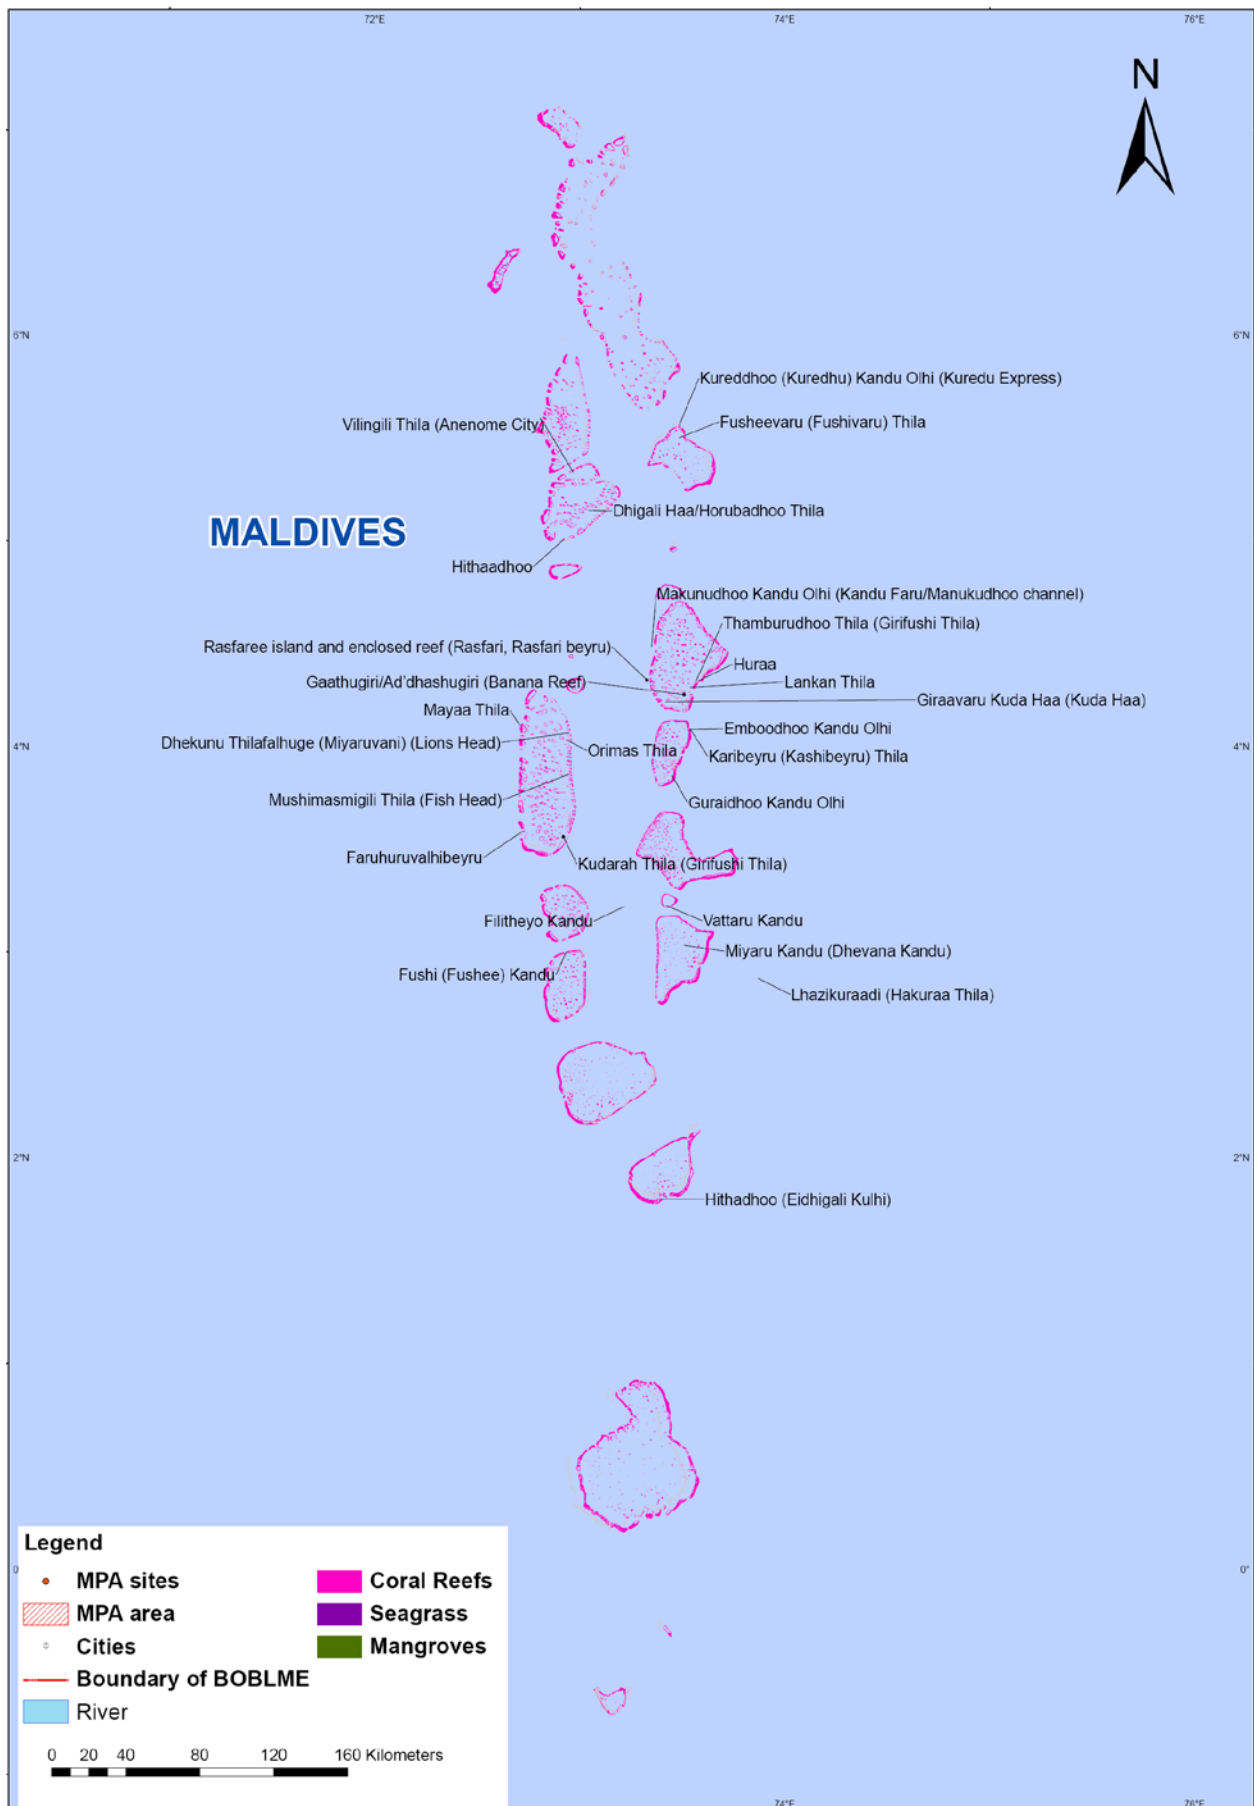 72°E
74°E
76°E
N
6°N
6°N
Kureddhoo (Kuredhu) Kandu Olhi (Kuredu Express)
Vilingili Thila (Anenome City)
Fusheevaru (Fushivaru) Thila
Dhigali Haa/Horubadhoo Thila
MALDIVES
Hithaadhoo
Makunudhoo Kandu Olhi (Kandu Faru/Manukudhoo channel)
Thamburudhoo Thila (Girifushi Thila)
Rasfaree island and enclosed reef (Rasfari, Rasfari beyru)
Huraa
Gaathugiri/Ad'dhashugiri (Banana Reef)
Lankan Thila
Giraavaru Kuda Haa (Kuda Haa)
Mayaa Thila
Emboodhoo Kandu Olhi
Dhekunu Thilafalhuge (Miyaruvani) (Lions Head)
Orimas Thila
4°N
4°N
Karibeyru (Kashibeyru) Thila
Mushimasmigili Thila (Fish Head)
Guraidhoo Kandu Olhi
Faruhuruvalhibeyru
Kudarah Thila (Girifushi Thila)
Filitheyo Kandu
Vattaru Kandu
Miyaru Kandu (Dhevana Kandu)
Fushi (Fushee) Kandu
Lhazikuraadi (Hakuraa Thila)
2°N
2°N
Hithadhoo (Eidhigali Kulhi)
Legend
0
0°
MPA sites
Coral Reefs
MPA area
Seagrass
Cities
Mangroves
Boundary of BOBLME
River
0 20 40 80 120 160 Kilometers
74°E
76°E